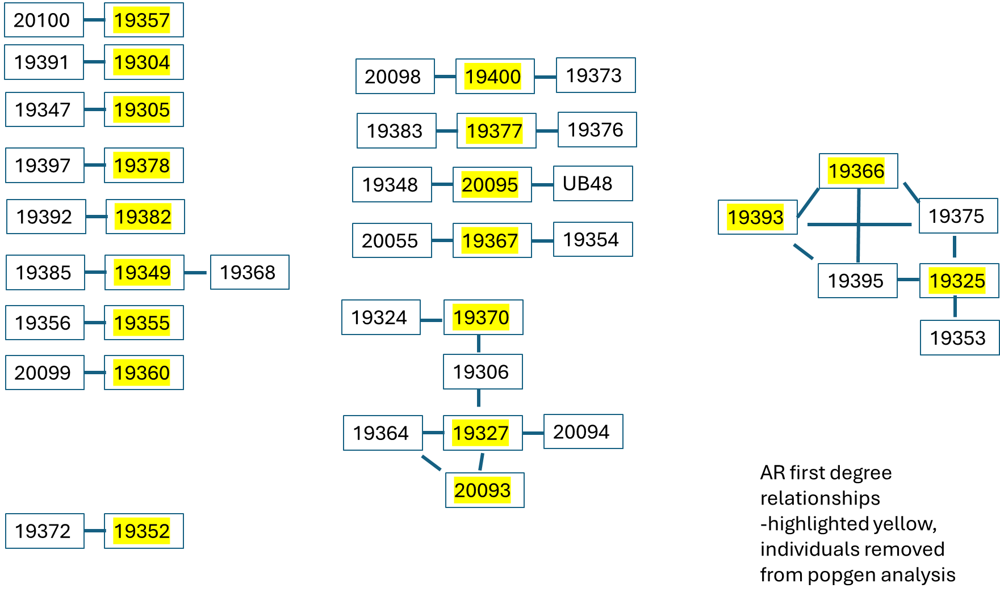 20100 19357
19391 19304
19347 19305
19397 19378
19392 19382
19385 19349 19368
19356 19355
20099 19360
19372 19352
20098 19400 19373
19383 19377 19376
19348 20095 UB48
20055 19367 19354
19324 19370
19306
19364 19327 20094
20093
19366
19393 19375
19395 19325
19353
AR first degree
relationships
-highlighted yellow,
individuals removed
from popgen analysis